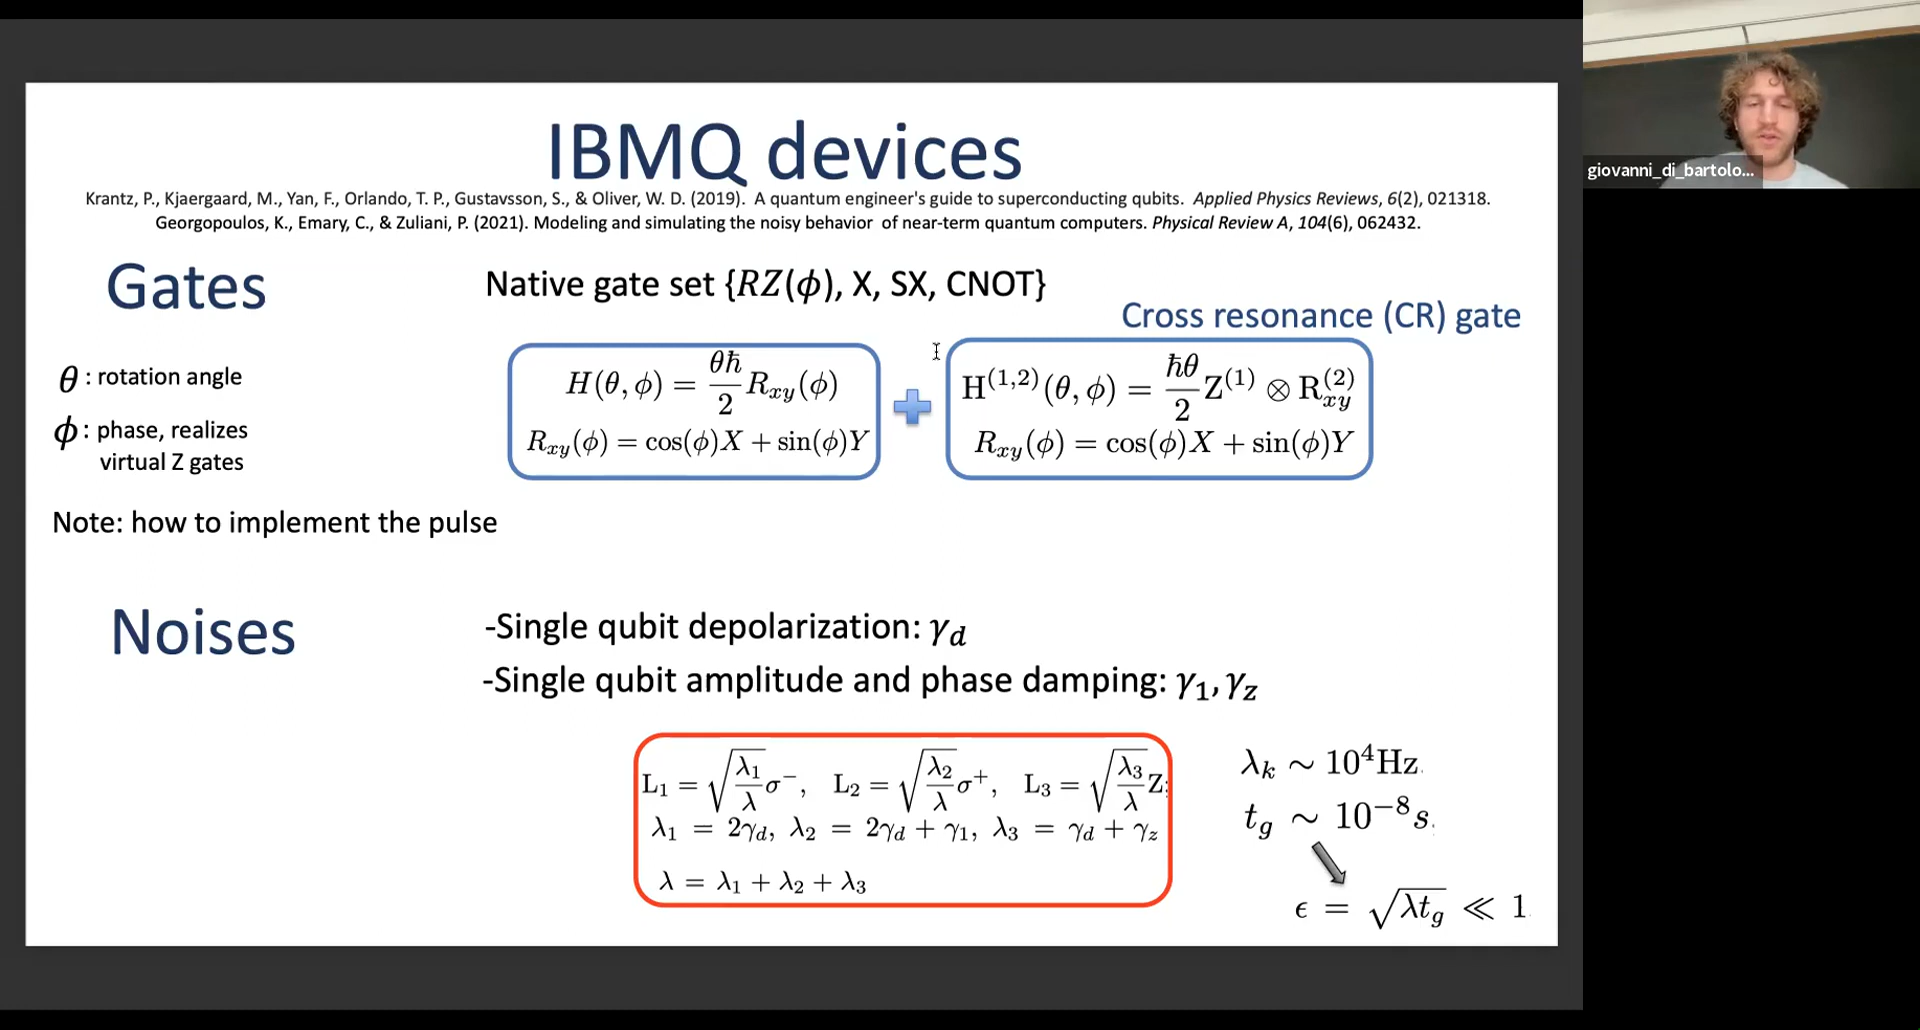 IBMQ devices
Krantz, P., Kjaergaard, M., Yan, F., Orlando, T. P., Gustavsson, S., & Oliver, W. D. (2019). A quantum engineer's guide to superconducting qubits. Applied Physics Reviews, 6(2), 021318.
Georgopoulos, K., Emary, C., & Zuliani, P. (2021). Modeling and simulating the noisy behavior of near-term quantum computers. Physical Review A, 104(6), 062432.
Gates
Native gate set {RZ(ϕ), X, SX, CNOT}
Cross resonance (CR) gate
θ : rotation angle
ϕ : phase, realizes
virtual Z gates
H(θ, ϕ) = θℏ/2 R_xy(ϕ)
R_xy(ϕ) = cos(ϕ)X + sin(ϕ)Y
H^(1,2)(θ, ϕ) = ℏθ/2 Z^(1) ⊗ R_xy^(2)
R_xy(ϕ) = cos(ϕ)X + sin(ϕ)Y
Note: how to implement the pulse
Noises
-Single qubit depolarization: γ_d
-Single qubit amplitude and phase damping: γ_1, γ_z
L_1 = √(λ_1/λ) σ^−, L_2 = √(λ_2/λ) σ^+, L_3 = √(λ_3/λ) Z;
λ_1 = 2γ_d, λ_2 = 2γ_d + γ_1, λ_3 = γ_d + γ_z
λ = λ_1 + λ_2 + λ_3
λ_k ∼ 10^4 Hz
t_g ∼ 10^−8 s.
ϵ = √(λt_g) ≪ 1
giovanni_di_bartolo...